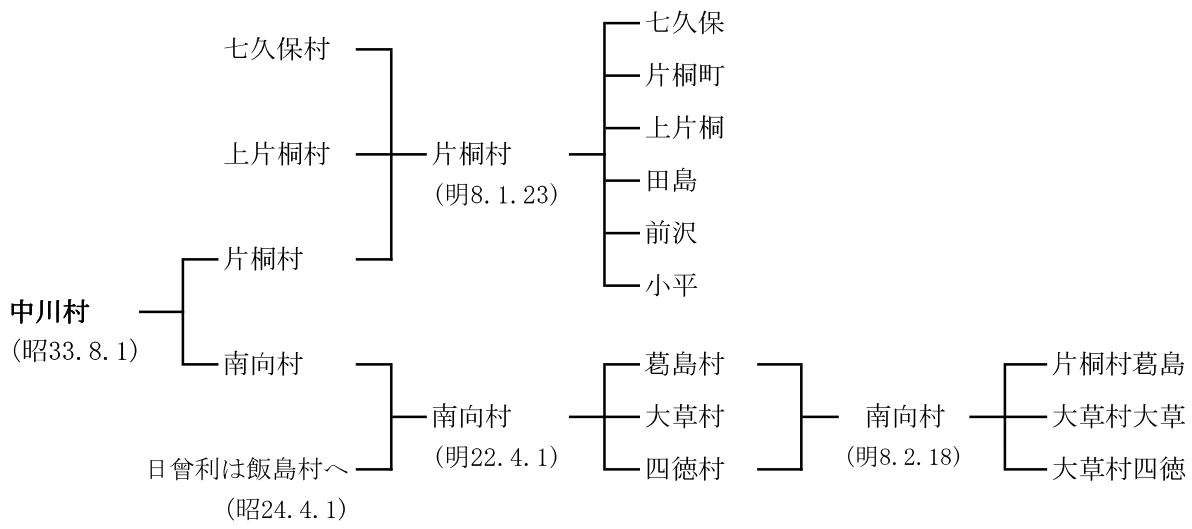 七久保
七久保村
片桐町
上片桐
上片桐村
片桐村
(明8.1.23)
田島
前沢
片桐村
小平
中川村
(昭33.8.1)
南向村
葛島村
片桐村葛島
南向村
(明22.4.1)
大草村
南向村
(明8.2.18)
大草村大草
日曾利は飯島村へ
(昭24.4.1)
四徳村
大草村四徳